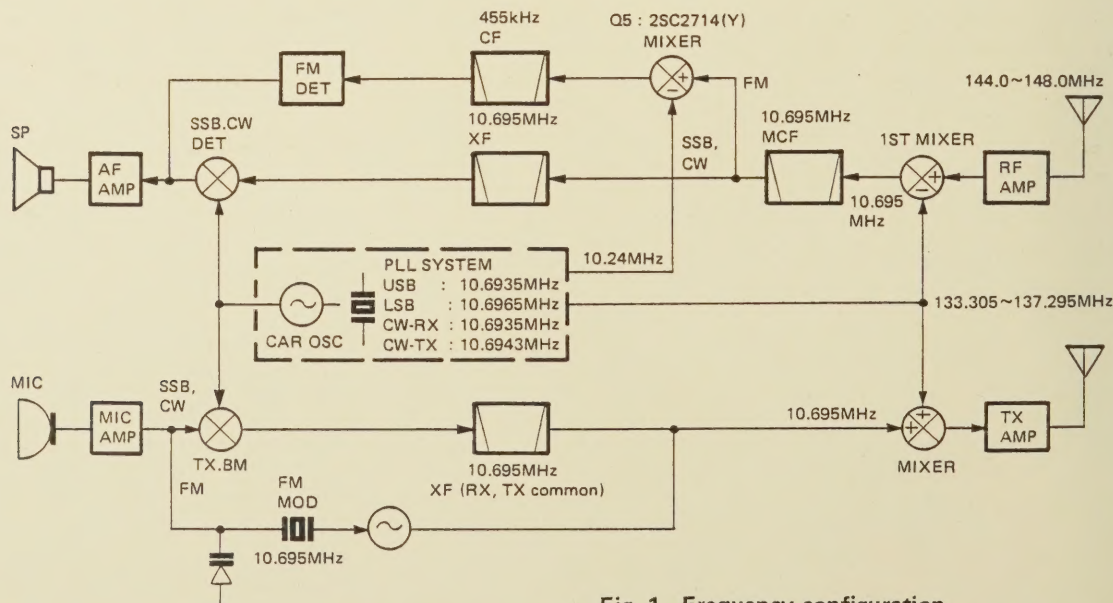 455kHz
CF
Q5 : 2SC2714(Y)
MIXER
FM
DET
FM
144.0~148.0MHz
SP
SSB.CW
DET
10.695MHz
XF
SSB,
CW
10.695MHz
MCF
1ST MIXER
AF
AMP
RF
AMP
10.695
MHz
PLL SYSTEM
USB : 10.6935MHz
LSB : 10.6965MHz
CW-RX : 10.6935MHz
CW-TX : 10.6943MHz
CAR OSC
10.24MHz
133.305~137.295MHz
MIC
MIC
AMP
SSB,
CW
TX.BM
FM
10.695MHz
XF (RX, TX common)
10.695MHz
MIXER
TX
AMP
FM
MOD
10.695MHz
Fig. 1 Frequency configuration